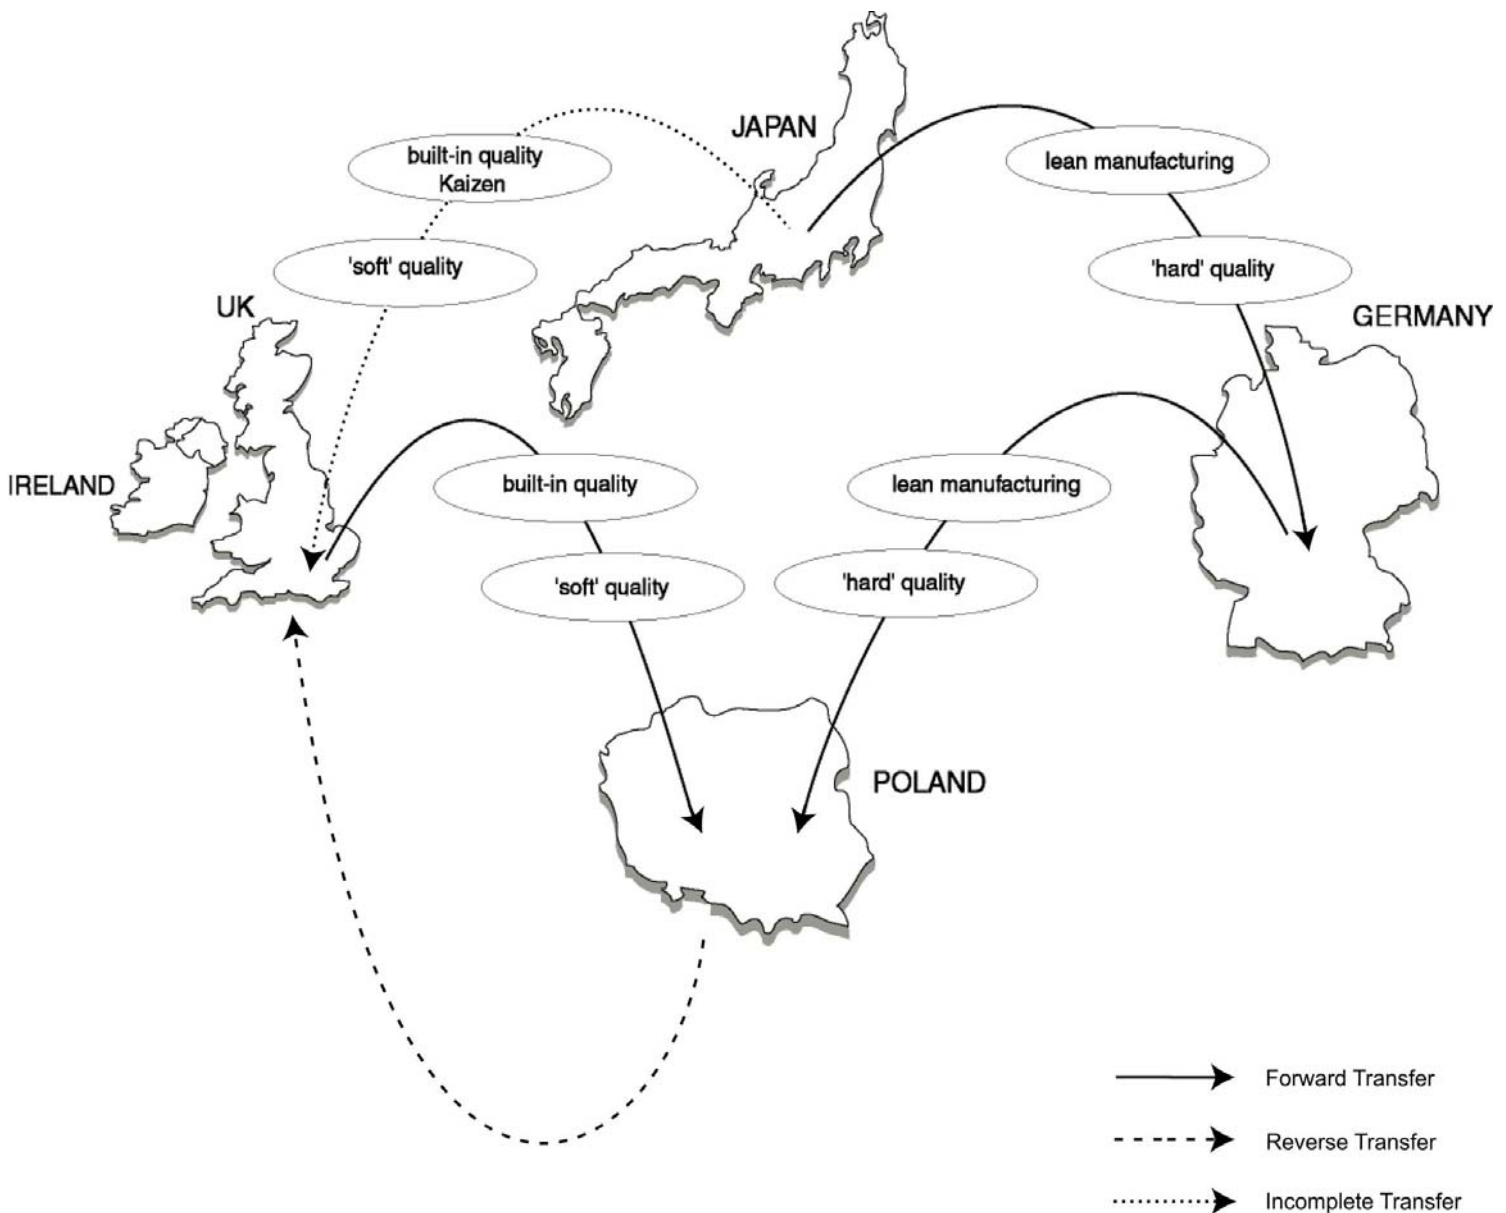 JAPAN
built-in quality
Kaizen
lean manufacturing
'soft' quality
'hard' quality
UK
GERMANY
IRELAND
built-in quality
lean manufacturing
'soft' quality
'hard' quality
POLAND
Forward Transfer
Reverse Transfer
Incomplete Transfer